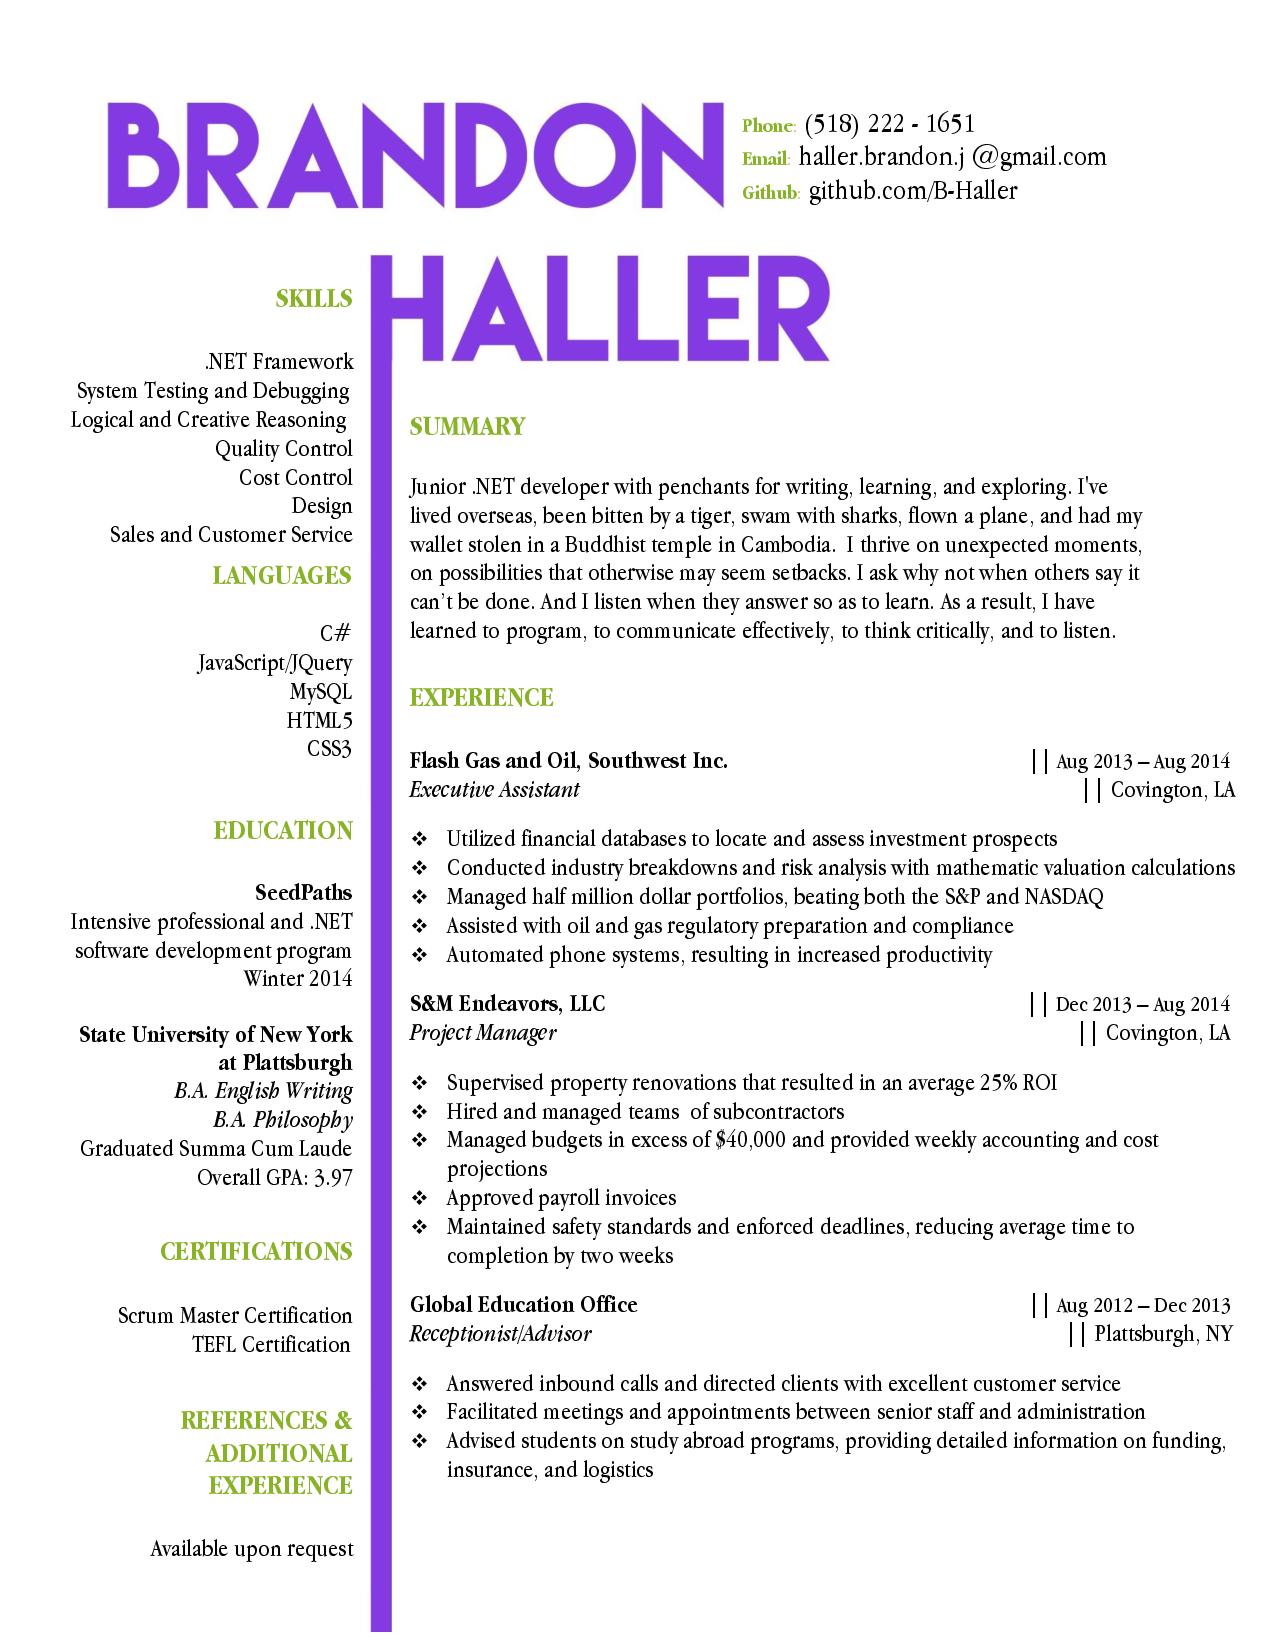 BRANDON
HALLER
Phone: (518) 222 - 1651
Email: haller.brandon.j @gmail.com
Github: github.com/B-Haller
SKILLS
.NET Framework
System Testing and Debugging
Logical and Creative Reasoning
Quality Control
Cost Control
Design
Sales and Customer Service
LANGUAGES
C#
JavaScript/JQuery
MySQL
HTML5
CSS3
EDUCATION
SeedPaths
Intensive professional and .NET
software development program
Winter 2014
State University of New York
at Plattsburgh
B.A. English Writing
B.A. Philosophy
Graduated Summa Cum Laude
Overall GPA: 3.97
CERTIFICATIONS
Scrum Master Certification
TEFL Certification
REFERENCES &
ADDITIONAL
EXPERIENCE
Available upon request
SUMMARY
Junior .NET developer with penchants for writing, learning, and exploring. I've
lived overseas, been bitten by a tiger, swam with sharks, flown a plane, and had my
wallet stolen in a Buddhist temple in Cambodia.  I thrive on unexpected moments,
on possibilities that otherwise may seem setbacks. I ask why not when others say it
can’t be done. And I listen when they answer so as to learn. As a result, I have
learned to program, to communicate effectively, to think critically, and to listen.
EXPERIENCE
Flash Gas and Oil, Southwest Inc. || Aug 2013 – Aug 2014
Executive Assistant || Covington, LA
❖ Utilized financial databases to locate and assess investment prospects
❖ Conducted industry breakdowns and risk analysis with mathematic valuation calculations
❖ Managed half million dollar portfolios, beating both the S&P and NASDAQ
❖ Assisted with oil and gas regulatory preparation and compliance
❖ Automated phone systems, resulting in increased productivity
S&M Endeavors, LLC || Dec 2013 – Aug 2014
Project Manager || Covington, LA
❖ Supervised property renovations that resulted in an average 25% ROI
❖ Hired and managed teams  of subcontractors
❖ Managed budgets in excess of $40,000 and provided weekly accounting and cost
projections
❖ Approved payroll invoices
❖ Maintained safety standards and enforced deadlines, reducing average time to
completion by two weeks
Global Education Office || Aug 2012 – Dec 2013
Receptionist/Advisor || Plattsburgh, NY
❖ Answered inbound calls and directed clients with excellent customer service
❖ Facilitated meetings and appointments between senior staff and administration
❖ Advised students on study abroad programs, providing detailed information on funding,
insurance, and logistics